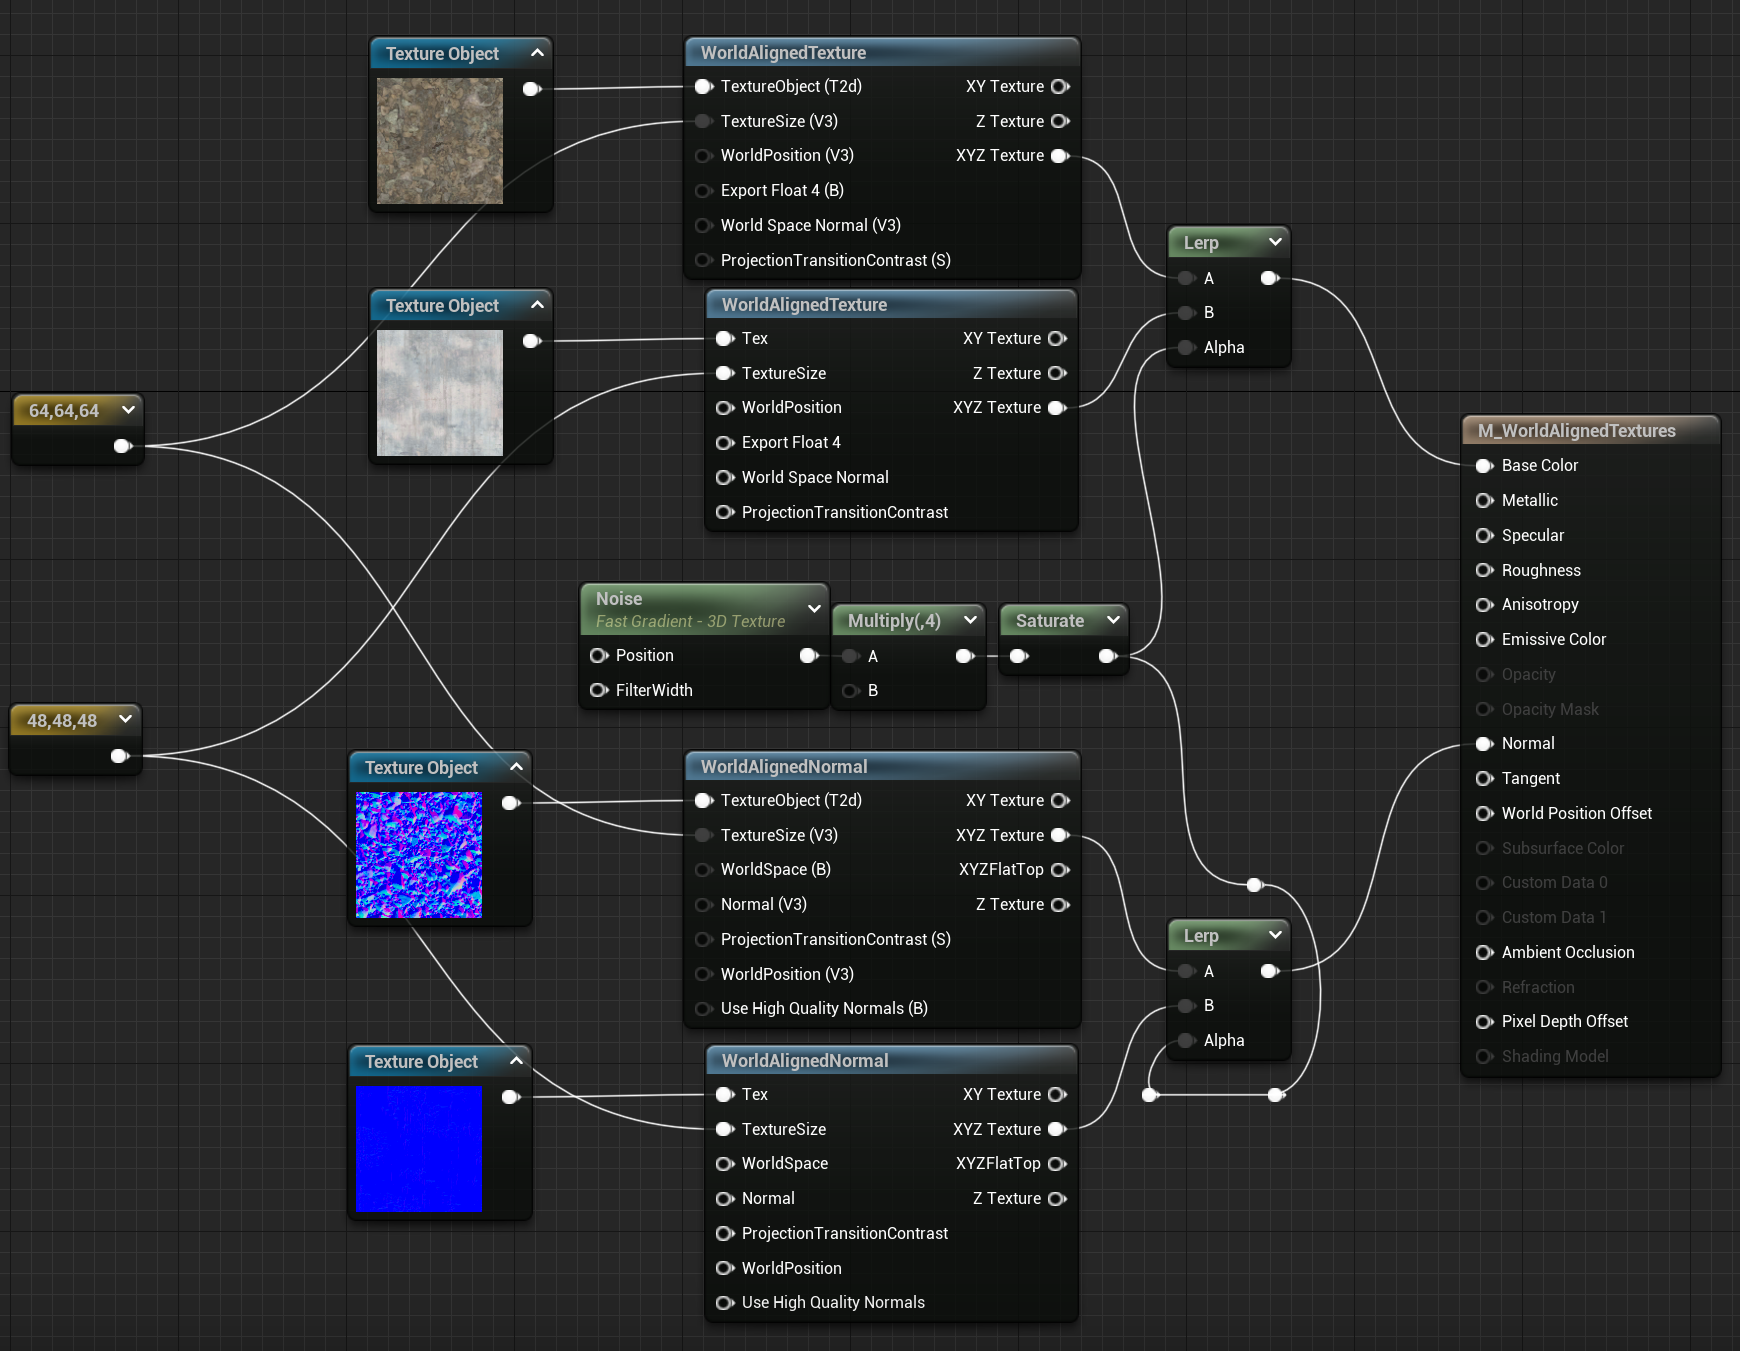 Texture Object
WorldAlignedTexture
TextureObject (T2d)
XY Texture
TextureSize (V3)
Z Texture
WorldPosition (V3)
XYZ Texture
Export Float 4 (B)
World Space Normal (V3)
ProjectionTransitionContrast (S)
Lerp
A
B
Alpha
Texture Object
WorldAlignedTexture
Tex
XY Texture
TextureSize
Z Texture
WorldPosition
XYZ Texture
Export Float 4
World Space Normal
ProjectionTransitionContrast
64,64,64
M_WorldAlignedTextures
Base Color
Metallic
Specular
Roughness
Anisotropy
Emissive Color
Opacity
Opacity Mask
Normal
Tangent
World Position Offset
Subsurface Color
Custom Data 0
Custom Data 1
Ambient Occlusion
Refraction
Pixel Depth Offset
Shading Model
Noise
Fast Gradient - 3D Texture
Position
FilterWidth
Multiply(,4)
A
B
Saturate
48,48,48
Texture Object
WorldAlignedNormal
TextureObject (T2d)
XY Texture
TextureSize (V3)
XYZ Texture
WorldSpace (B)
XYZFlatTop
Normal (V3)
Z Texture
ProjectionTransitionContrast (S)
WorldPosition (V3)
Use High Quality Normals (B)
Lerp
A
B
Alpha
Texture Object
WorldAlignedNormal
Tex
XY Texture
TextureSize
XYZ Texture
WorldSpace
XYZFlatTop
Normal
Z Texture
ProjectionTransitionContrast
WorldPosition
Use High Quality Normals